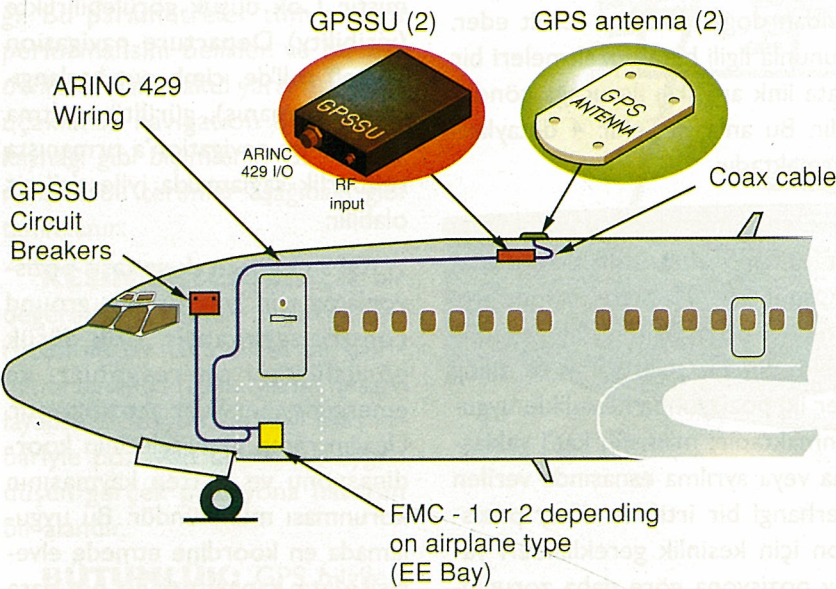 GPSSU (2)
GPS antenna (2)
ARINC 429
Wiring
GPSSU
ARINC
429 I/O
RF
input
GPS
ANTENNA
GPSSU
Circuit
Breakers
Coax cable
FMC - 1 or 2 depending
on airplane type
(EE Bay)